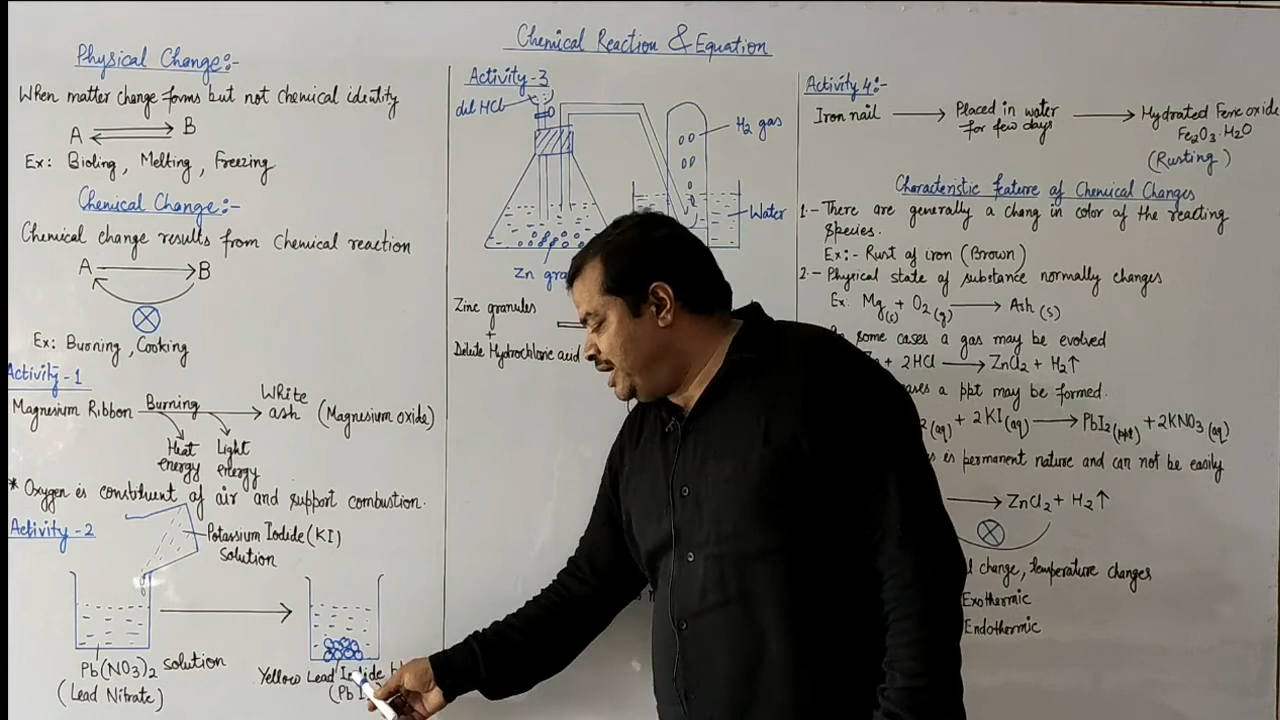 Chemical Reaction & Equation
Physical Change:-
When matter change forms but not chemical identity
A B
Ex: Bioling, Melting, Freezing
Chemical Change:-
Chemical change results from chemical reaction
A B
Ex: Burning, Cooking
Activity-1
Magnesium Ribbon Burning White ash (Magnesium oxide)
Heat energy Light energy
* Oxygen is constituent of air and support combustion.
Activity-2
Potassium Iodide (KI) Solution
Pb(NO3)2 solution
(Lead Nitrate)
Yellow Lead Iodide
(Pb I
Activity-3
dil HCl
H2 gas
Water
Zn
Zinc granules
+
Delute Hydrochloric acid
Activity 4:-
Iron nail → Placed in water for few days → Hydrated Ferric oxide
Fe2O3·H2O
(Rusting)
Characteristic feature of Chemical Changes
1:- There are generally a chang in color of the reacting
species.
Ex:- Rust of iron (Brown)
2:- Physical state of substance normally changes
Ex: Mg(s) + O2(g) → Ash(s)
some cases a gas may be evolved
+ 2HCl → ZnCl2 + H2↑
a ppt may be formed.
(aq) + 2KI(aq) → PbI2(ppt) + 2KNO3(aq)
is permanent nature and can not be easily
→ ZnCl2 + H2↑
change, temperature changes
Exothermic
Endothermic